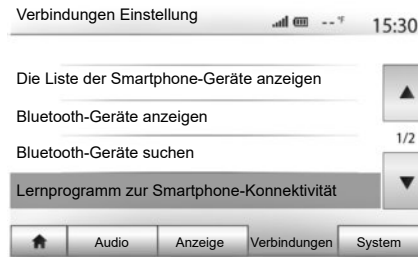 Verbindungen Einstellung
-- °F
15:30
Die Liste der Smartphone-Geräte anzeigen
Bluetooth-Geräte anzeigen
1/2
Bluetooth-Geräte suchen
Lernprogramm zur Smartphone-Konnektivität
Audio Anzeige Verbindungen System